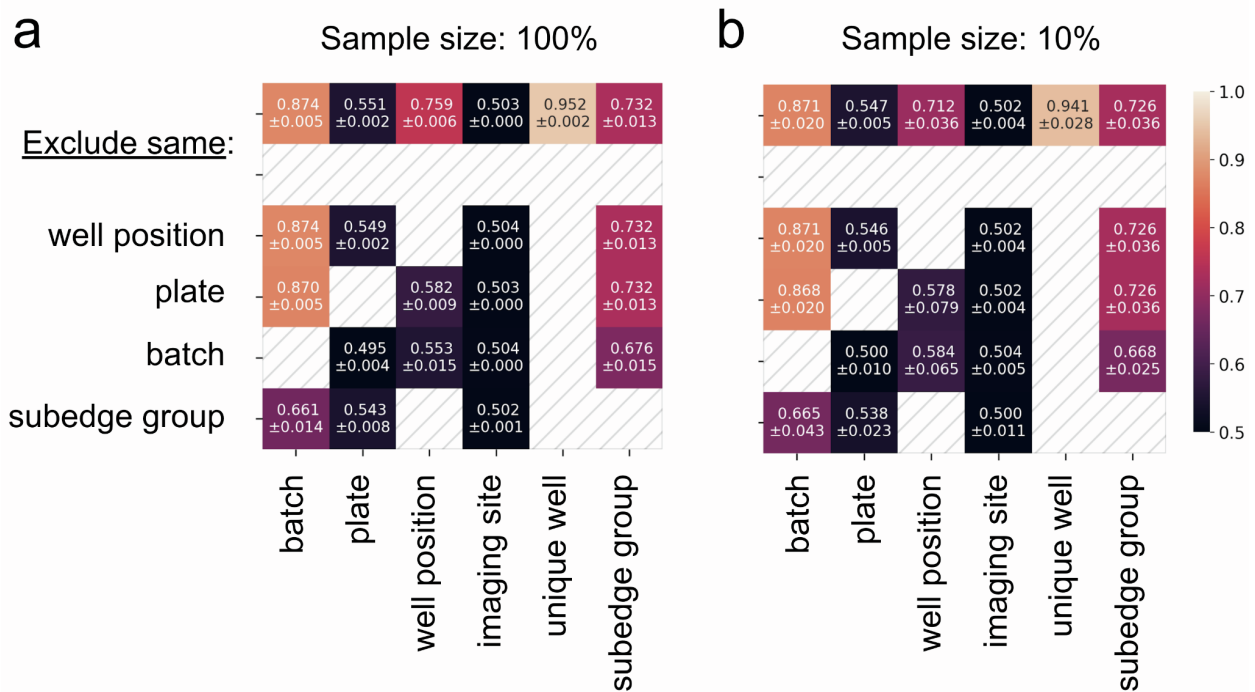 a
Sample size: 100%
b
Sample size: 10%
Exclude same:
0.874 0.551 0.759 0.503 0.952 0.732
±0.005 ±0.002 ±0.006 ±0.000 ±0.002 ±0.013
well position
0.874 0.549 0.504 0.732
±0.005 ±0.002 ±0.000 ±0.013
plate
0.870 0.582 0.503 0.732
±0.005 ±0.009 ±0.000 ±0.013
batch
0.495 0.553 0.504 0.676
±0.004 ±0.015 ±0.000 ±0.015
subedge group
0.661 0.543 0.502
±0.014 ±0.008 ±0.001
batch
plate
well position
imaging site
unique well
subedge group
0.871 0.547 0.712 0.502 0.941 0.726
±0.020 ±0.005 ±0.036 ±0.004 ±0.028 ±0.036
0.871 0.546 0.502 0.726
±0.020 ±0.005 ±0.004 ±0.036
0.868 0.578 0.502 0.726
±0.020 ±0.079 ±0.004 ±0.036
0.500 0.584 0.504 0.668
±0.010 ±0.065 ±0.005 ±0.025
0.665 0.538 0.500
±0.043 ±0.023 ±0.011
batch
plate
well position
imaging site
unique well
subedge group
1.0
0.9
0.8
0.7
0.6
0.5